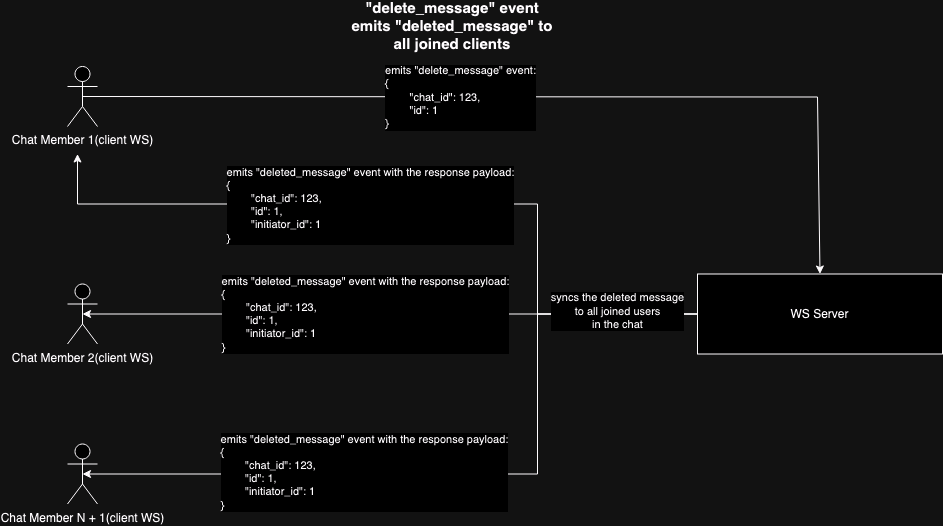 "delete_message" event
emits "deleted_message" to
all joined clients
emits "delete_message" event:
{
"chat_id": 123,
"id": 1
}
Chat Member 1(client WS)
emits "deleted_message" event with the response payload:
{
"chat_id": 123,
"id": 1,
"initiator_id": 1
}
emits "deleted_message" event with the response payload:
{
"chat_id": 123,
"id": 1,
"initiator_id": 1
}
Chat Member 2(client WS)
syncs the deleted message
to all joined users
in the chat
WS Server
emits "deleted_message" event with the response payload:
{
"chat_id": 123,
"id": 1,
"initiator_id": 1
}
Chat Member N + 1(client WS)